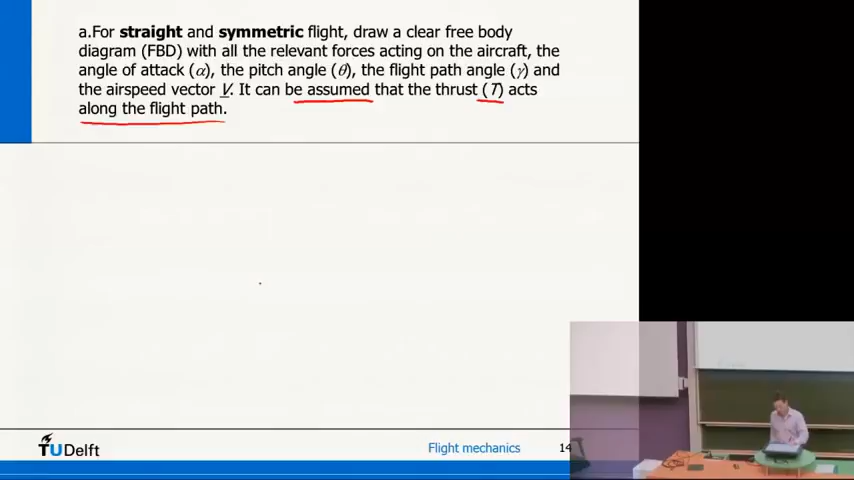 a.For straight and symmetric flight, draw a clear free body
diagram (FBD) with all the relevant forces acting on the aircraft, the
angle of attack (α), the pitch angle (θ), the flight path angle (γ) and
the airspeed vector V. It can be assumed that the thrust (T) acts
along the flight path.
TUDelft
Flight mechanics
14